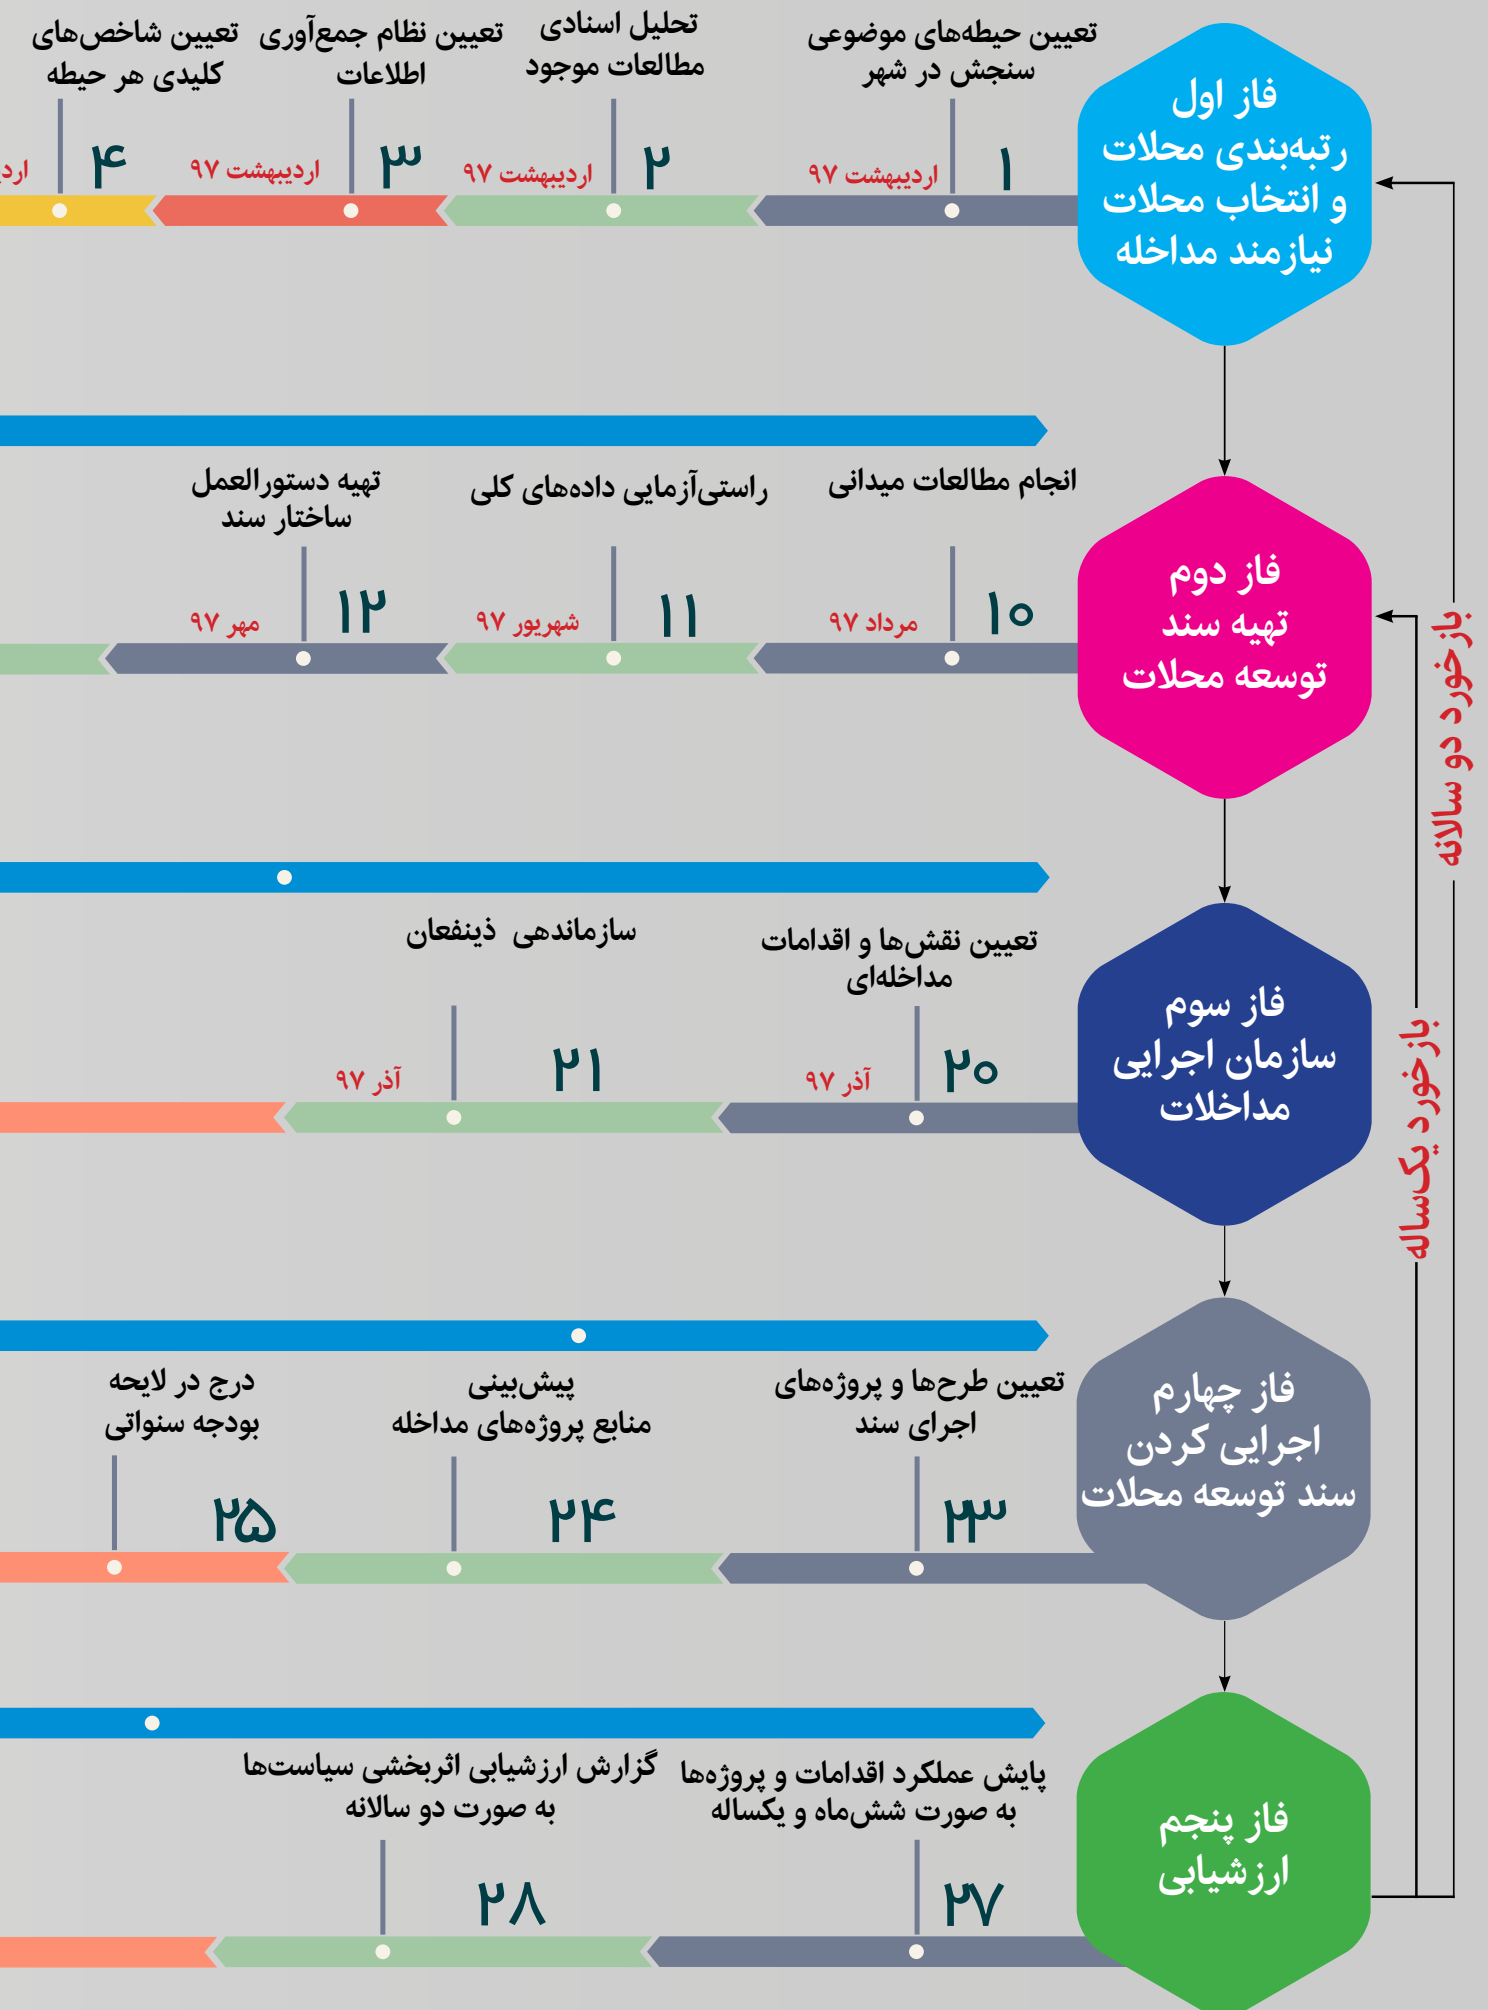 فاز اول
رتبه‌بندی محلات
و انتخاب محلات
نیازمند مداخله
تعیین حیطه‌های موضوعی
سنجش در شهر
۱
اردیبهشت ۹۷
تحلیل اسنادی
مطالعات موجود
۲
اردیبهشت ۹۷
تعیین نظام جمع‌آوری
اطلاعات
۳
اردیبهشت ۹۷
تعیین شاخص‌های
کلیدی هر حیطه
۴
فاز دوم
تهیه سند
توسعه محلات
انجام مطالعات میدانی
۱۰
مرداد ۹۷
راستی‌آزمایی داده‌های کلی
۱۱
شهریور ۹۷
تهیه دستورالعمل
ساختار سند
۱۲
مهر ۹۷
فاز سوم
سازمان اجرایی
مداخلات
تعیین نقش‌ها و اقدامات
مداخله‌ای
۲۰
آذر ۹۷
سازماندهی ذینفعان
۲۱
آذر ۹۷
فاز چهارم
اجرایی کردن
سند توسعه محلات
تعیین طرح‌ها و پروژه‌های
اجرای سند
۲۳
پیش‌بینی
منابع پروژه‌های مداخله
۲۴
درج در لایحه
بودجه سنواتی
۲۵
فاز پنجم
ارزشیابی
پایش عملکرد اقدامات و پروژه‌ها
به صورت شش‌ماه و یکساله
۲۷
گزارش ارزشیابی اثربخشی سیاست‌ها
به صورت دو سالانه
۲۸
بازخورد دو سالانه
بازخورد یک‌ساله